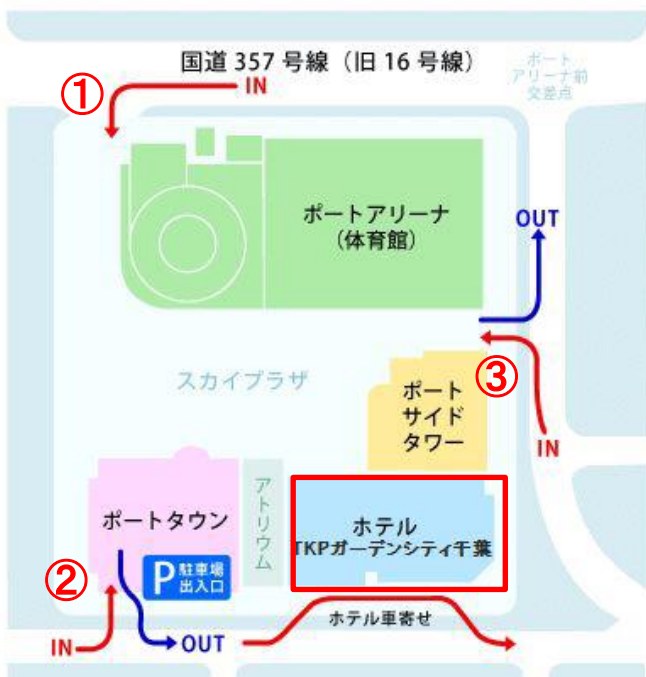 国道 357 号線（旧 16 号線）
ポート
アリーナ前
交差点
①
IN
ポートアリーナ
（体育館）
OUT
スカイプラザ
③
ポート
サイド
タワー
IN
アトリウム
ポートタウン
ホテル
TKPガーデンシティ千葉
②
P 駐車場
出入口
ホテル車寄せ
IN
OUT